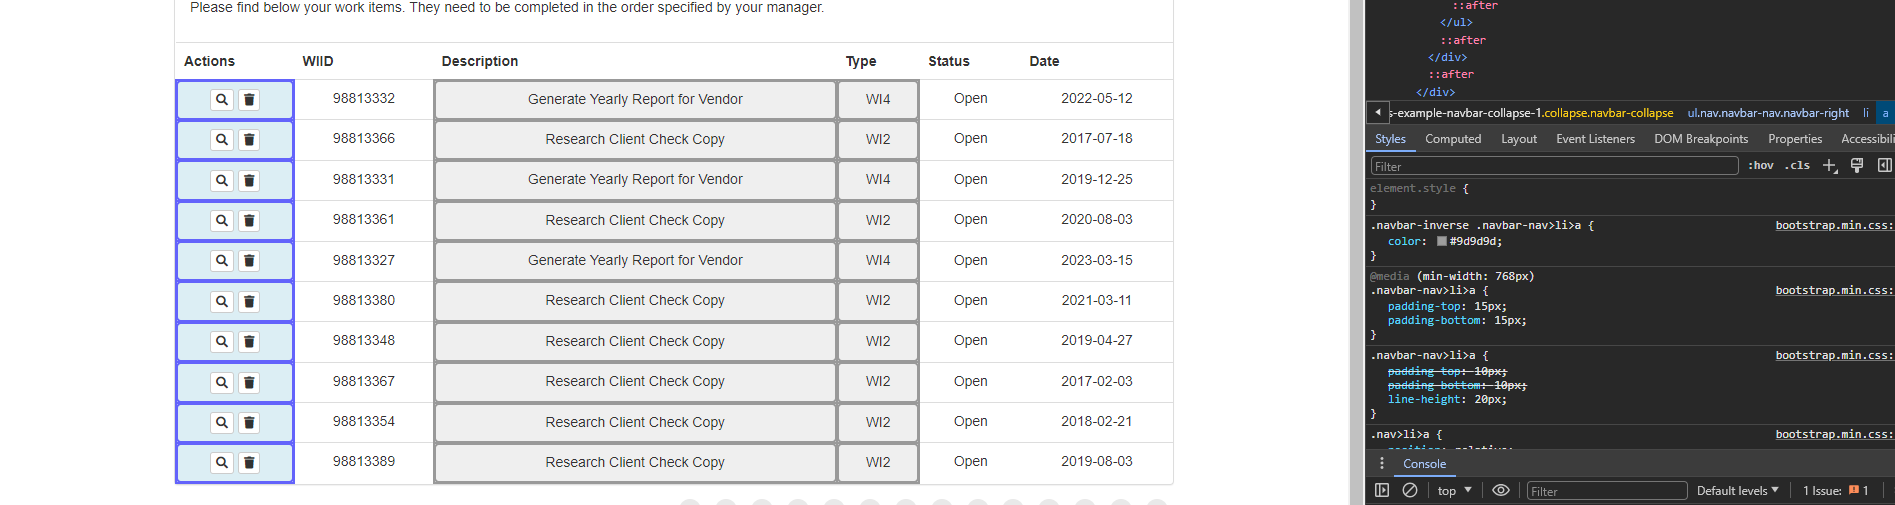 Please find below your work items. They need to be completed in the order specified by your manager.
Actions WIID Description Type Status Date
98813332 Generate Yearly Report for Vendor WI4 Open 2022-05-12
98813366 Research Client Check Copy WI2 Open 2017-07-18
98813331 Generate Yearly Report for Vendor WI4 Open 2019-12-25
98813361 Research Client Check Copy WI2 Open 2020-08-03
98813327 Generate Yearly Report for Vendor WI4 Open 2023-03-15
98813380 Research Client Check Copy WI2 Open 2021-03-11
98813348 Research Client Check Copy WI2 Open 2019-04-27
98813367 Research Client Check Copy WI2 Open 2017-02-03
98813354 Research Client Check Copy WI2 Open 2018-02-21
98813389 Research Client Check Copy WI2 Open 2019-08-03
::after
</ul>
::after
</div>
::after
</div>
s-example-navbar-collapse-1.collapse.navbar-collapse ul.nav.navbar-nav.navbar-right li a
Styles Computed Layout Event Listeners DOM Breakpoints Properties Accessibili
Filter :hov .cls
element.style {
}
.navbar-inverse .navbar-nav>li>a { bootstrap.min.css:
color: #9d9d9d;
}
@media (min-width: 768px)
.navbar-nav>li>a { bootstrap.min.css:
padding-top: 15px;
padding-bottom: 15px;
}
.navbar-nav>li>a { bootstrap.min.css:
padding-top: 10px;
padding-bottom: 10px;
line-height: 20px;
}
.nav>li>a { bootstrap.min.css:
Console
top Filter Default levels 1 Issue: 1